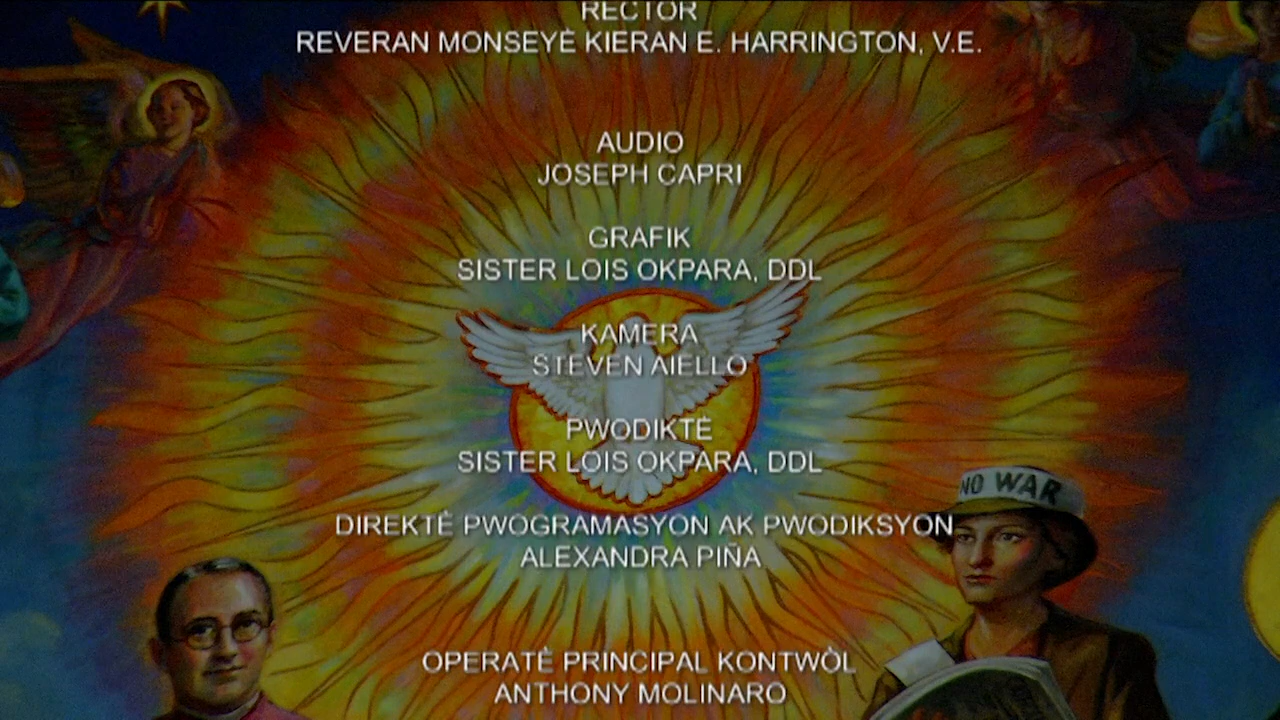 RECTOR
REVERAN MONSEYÈ KIERAN E. HARRINGTON, V.E.
AUDIO
JOSEPH CAPRI
GRAFIK
SISTER LOIS OKPARA, DDL
KAMERA
STEVEN AIELLO
PWODIKTÈ
SISTER LOIS OKPARA, DDL
DIREKTÈ PWOGRAMASYON AK PWODIKSYON
ALEXANDRA PIÑA
NO WAR
OPERATÈ PRINCIPAL KONTWÒL
ANTHONY MOLINARO